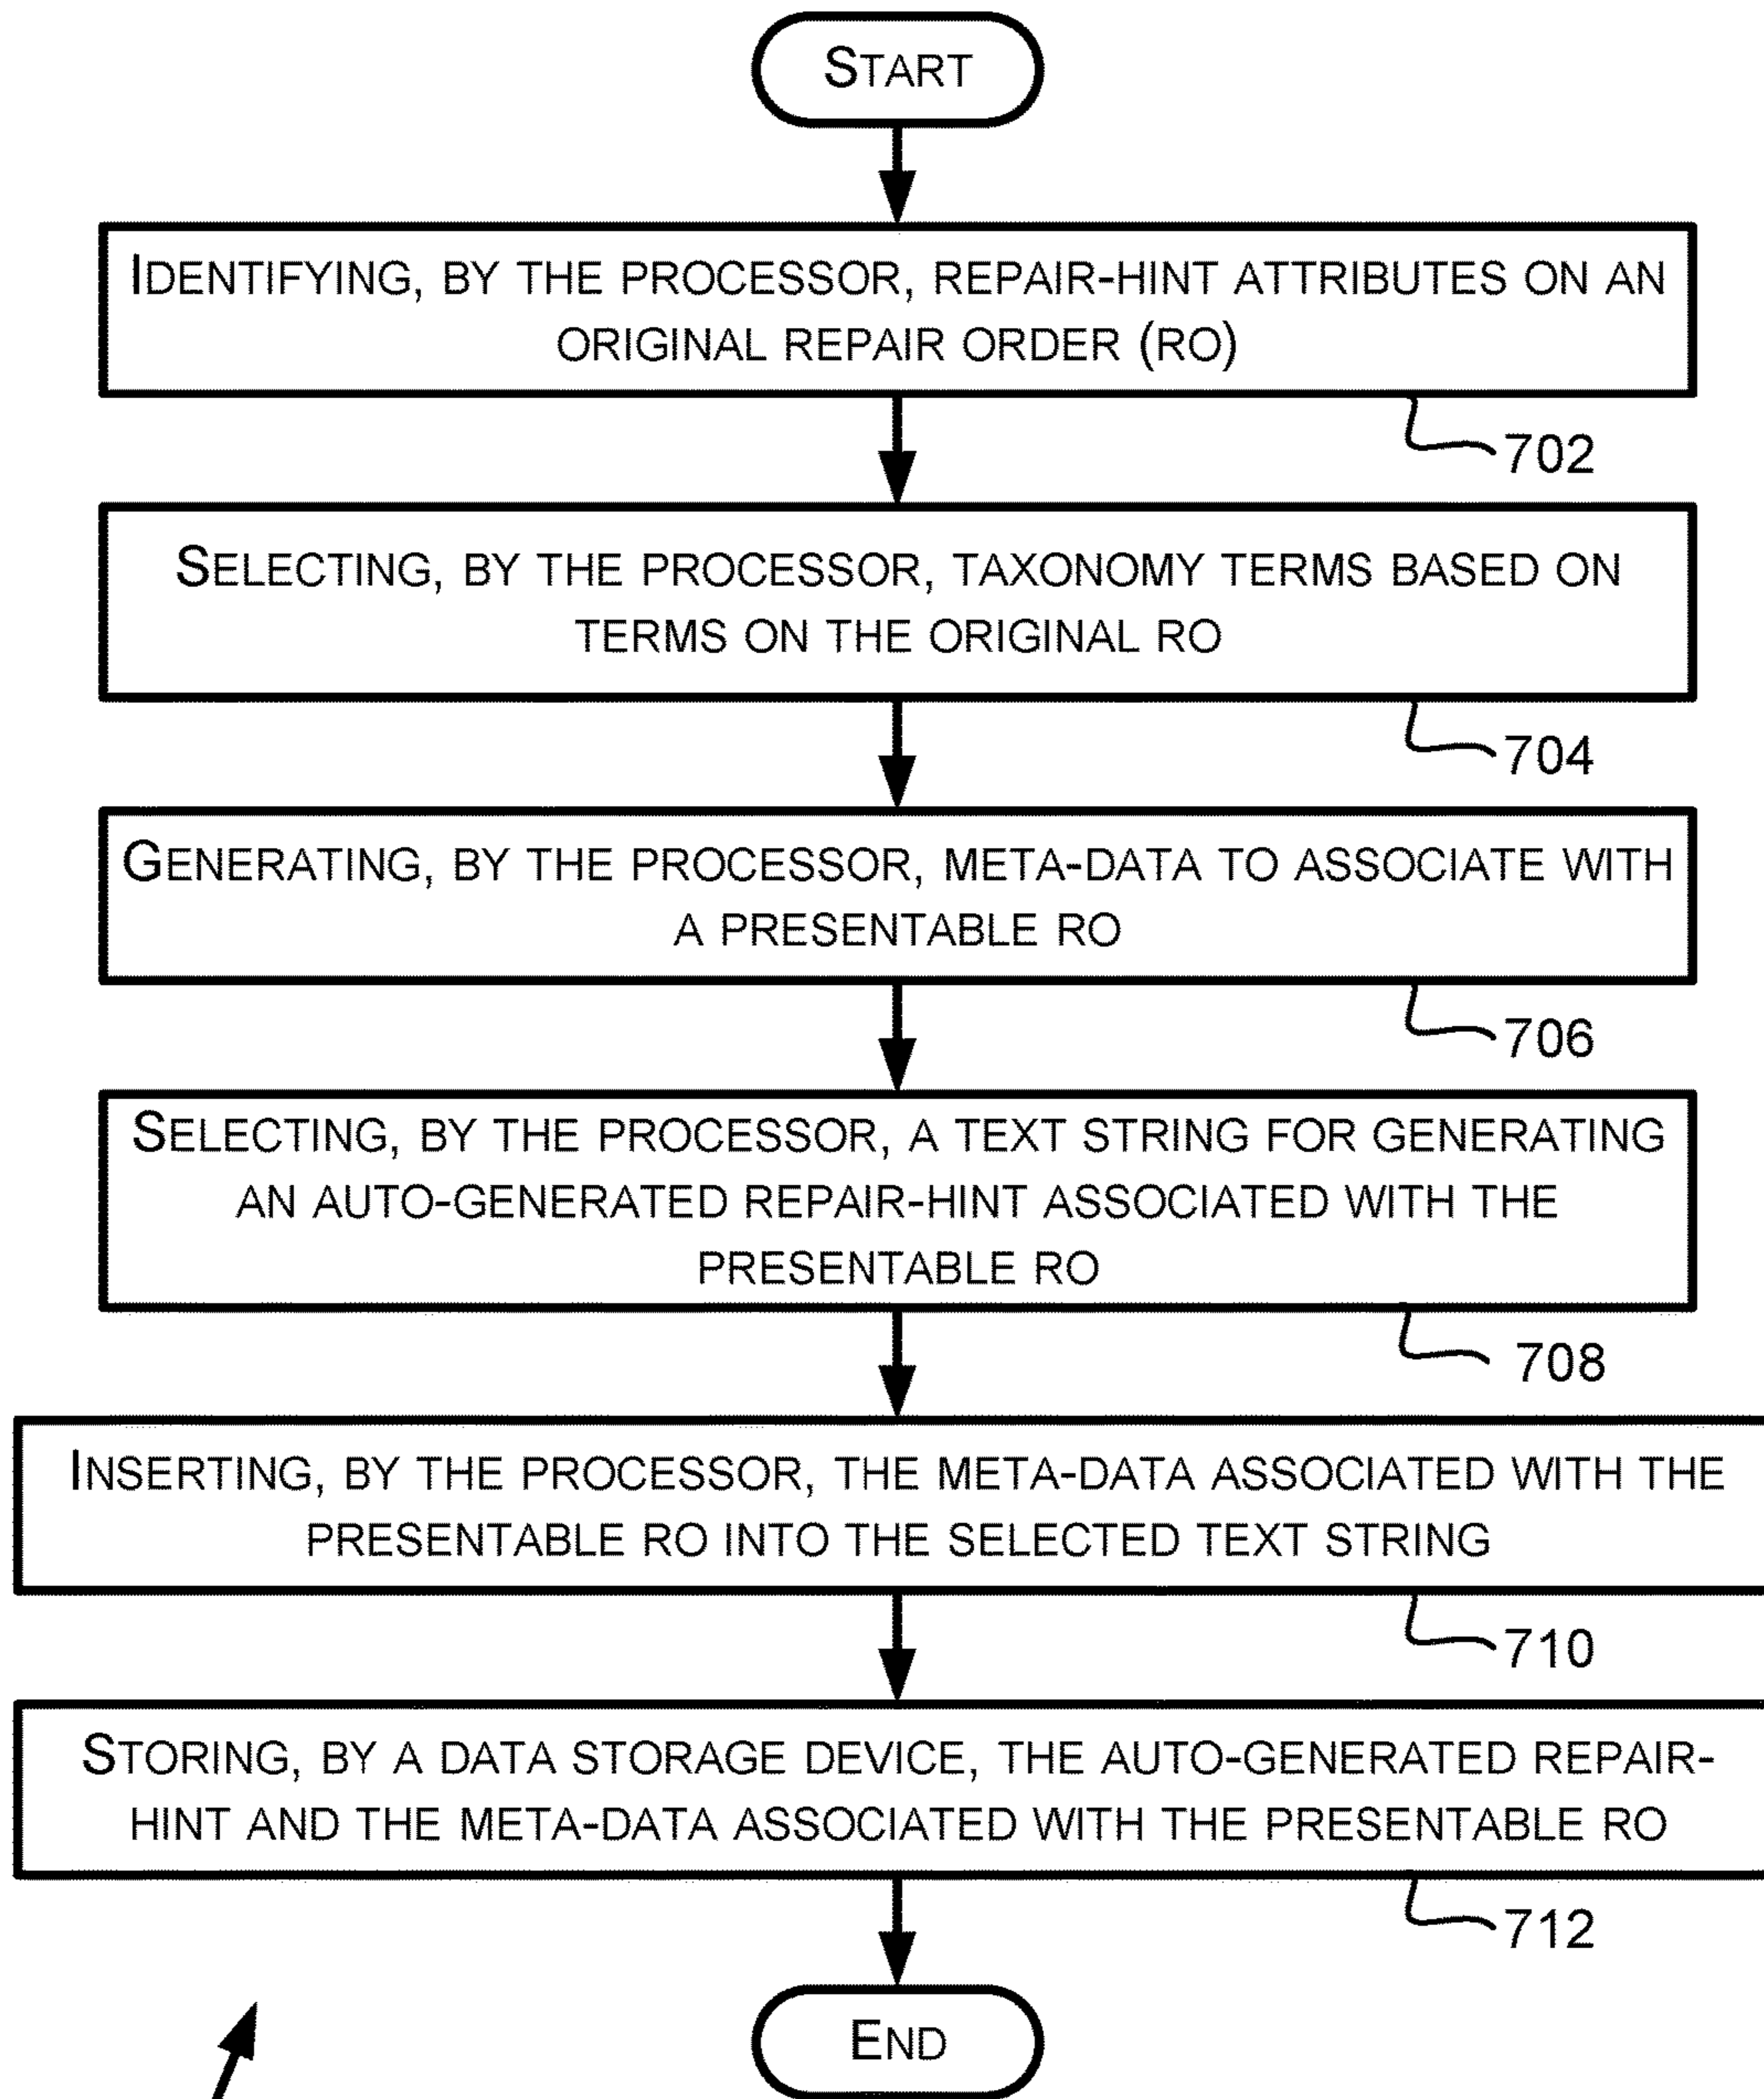 START
IDENTIFYING, BY THE PROCESSOR, REPAIR-HINT ATTRIBUTES ON AN
ORIGINAL REPAIR ORDER (RO)
702
SELECTING, BY THE PROCESSOR, TAXONOMY TERMS BASED ON
TERMS ON THE ORIGINAL RO
704
GENERATING, BY THE PROCESSOR, META-DATA TO ASSOCIATE WITH
A PRESENTABLE RO
706
SELECTING, BY THE PROCESSOR, A TEXT STRING FOR GENERATING
AN AUTO-GENERATED REPAIR-HINT ASSOCIATED WITH THE
PRESENTABLE RO
708
INSERTING, BY THE PROCESSOR, THE META-DATA ASSOCIATED WITH THE
PRESENTABLE RO INTO THE SELECTED TEXT STRING
710
STORING, BY A DATA STORAGE DEVICE, THE AUTO-GENERATED REPAIR-
HINT AND THE META-DATA ASSOCIATED WITH THE PRESENTABLE RO
712
END